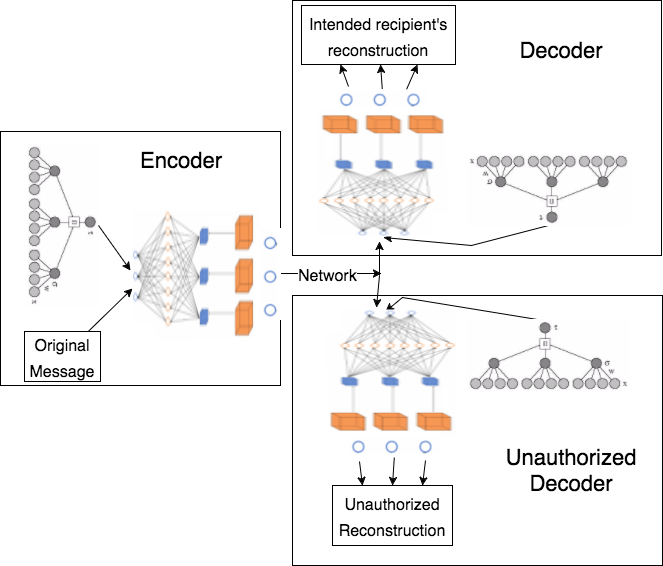 Intended recipient's
reconstruction
Decoder
x
w
σ
Π
τ
Encoder
Π
τ
σ
w
x
Original
Message
Network
τ
Π
σ
w
x
Unauthorized
Decoder
Unauthorized
Reconstruction